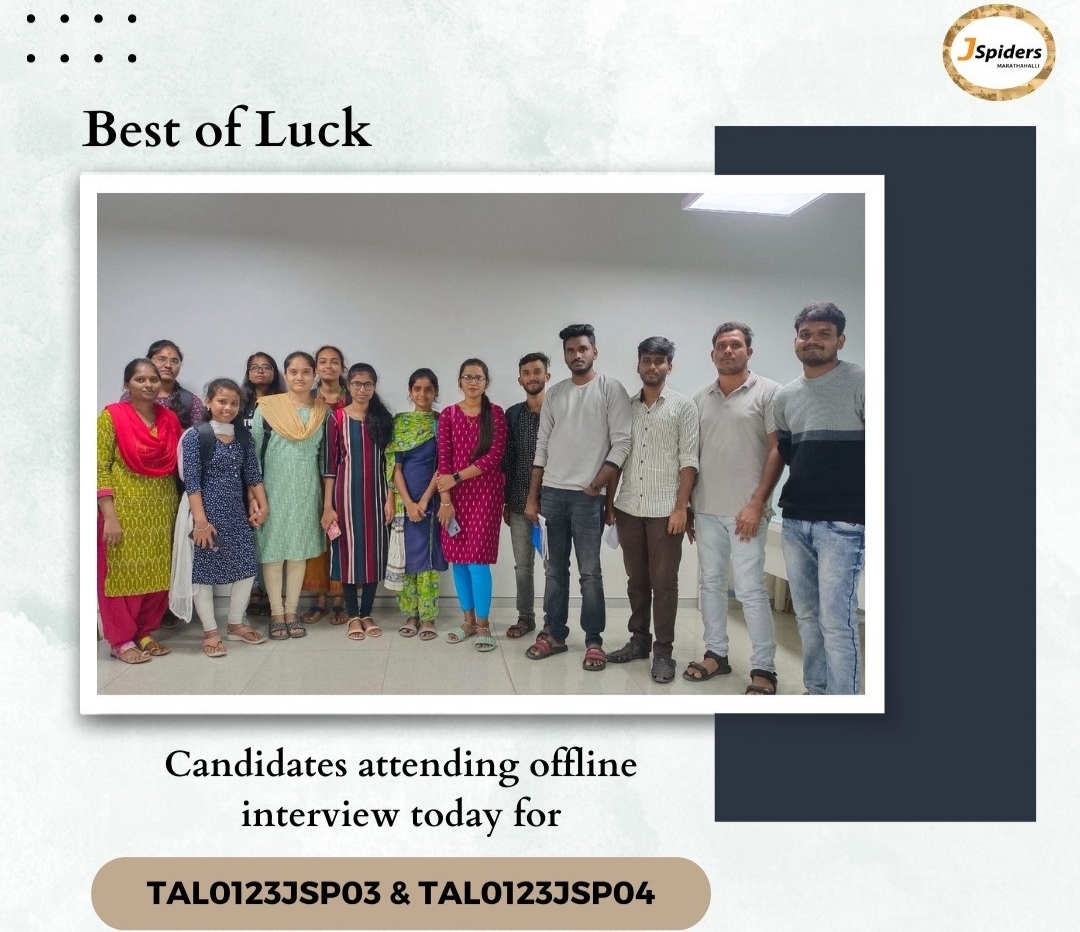 JSpiders
MARATHAHALLI
Best of Luck
Candidates attending offline
interview today for
TAL0123JSP03 & TAL0123JSP04